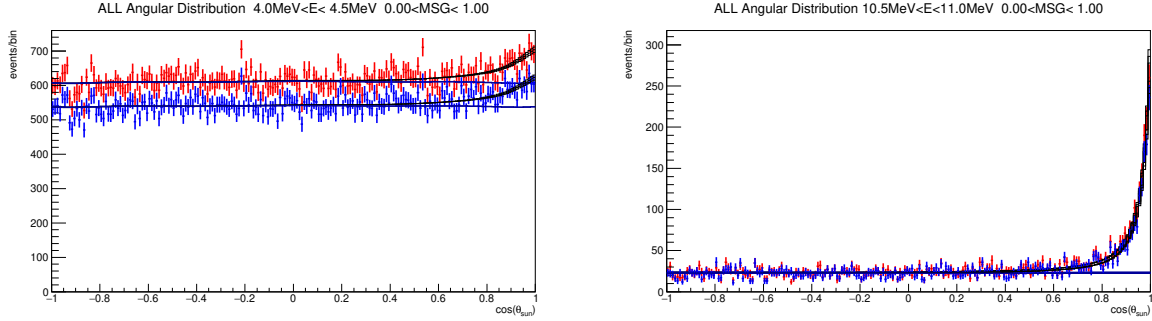 ALL Angular Distribution 4.0MeV<E< 4.5MeV 0.00<MSG< 1.00
events/bin
700
600
500
400
300
200
100
0
−1 −0.8 −0.6 −0.4 −0.2 0 0.2 0.4 0.6 0.8 1
cos(θsun)
ALL Angular Distribution 10.5MeV<E<11.0MeV 0.00<MSG< 1.00
events/bin
300
250
200
150
100
50
0
−1 −0.8 −0.6 −0.4 −0.2 0 0.2 0.4 0.6 0.8 1
cos(θsun)